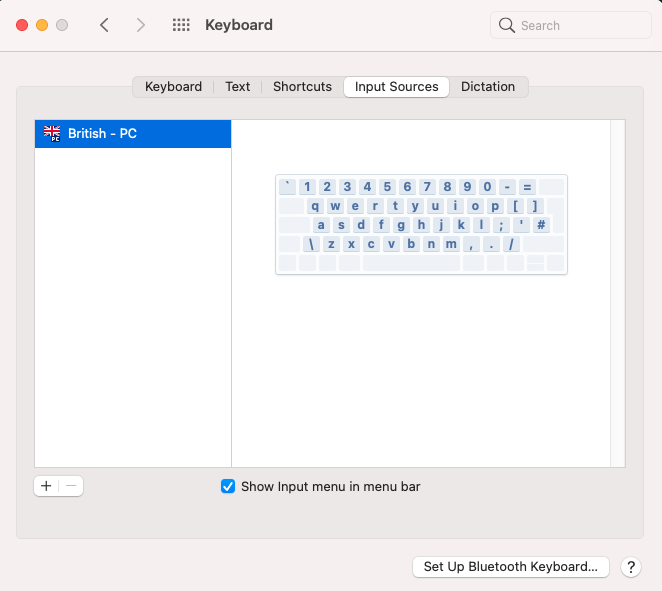 Keyboard
Search
Keyboard Text Shortcuts Input Sources Dictation
British - PC
` 1 2 3 4 5 6 7 8 9 0 - =
q w e r t y u i o p [ ]
a s d f g h j k l ; ' #
\ z x c v b n m , . /
Show Input menu in menu bar
Set Up Bluetooth Keyboard... ?